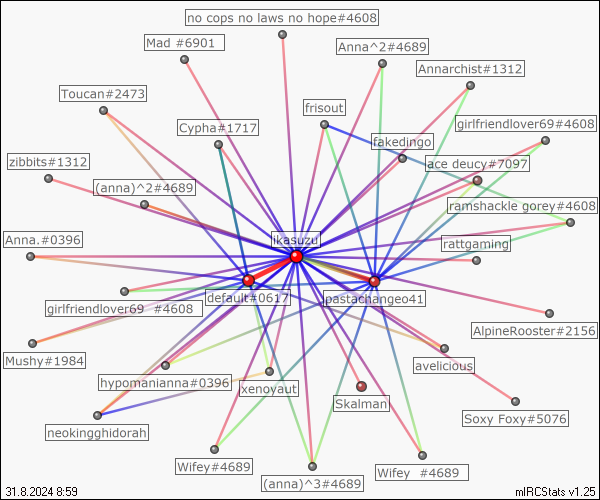 no cops no laws no hope#4608
Mad #6901
Anna^2#4689
Annarchist#1312
Toucan#2473
frisout
Cypha#1717
girlfriendlover69#4608
fakedingo
zibbits#1312
ace deucy#7097
(anna)^2#4689
ramshackle gorey#4608
Anna.#0396
ikasuzu
rattgaming
default#0617
pastachangeo41
girlfriendlover69 #4608
AlpineRooster#2156
Mushy#1984
avelicious
hypomanianna#0396
xenoyaut
Skalman
Soxy Foxy#5076
neokingghidorah
Wifey#4689
Wifey #4689
(anna)^3#4689
31.8.2024 8:59
mIRCStats v1.25